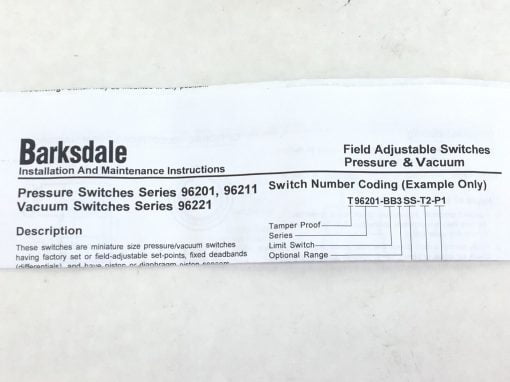 Barksdale
Installation And Maintenance Instructions
Field Adjustable Switches
Pressure & Vacuum
Pressure Switches Series 96201, 96211
Vacuum Switches Series 96221
Description
These switches are miniature size pressure/vacuum switches
having factory set or field-adjustable set-points, fixed deadbands
(differentials), and have piston or diaphragm piston sensors
Switch Number Coding (Example Only)
T96201-BB3SS-T2-P1
Tamper Proof
Series
Limit Switch
Optional Range